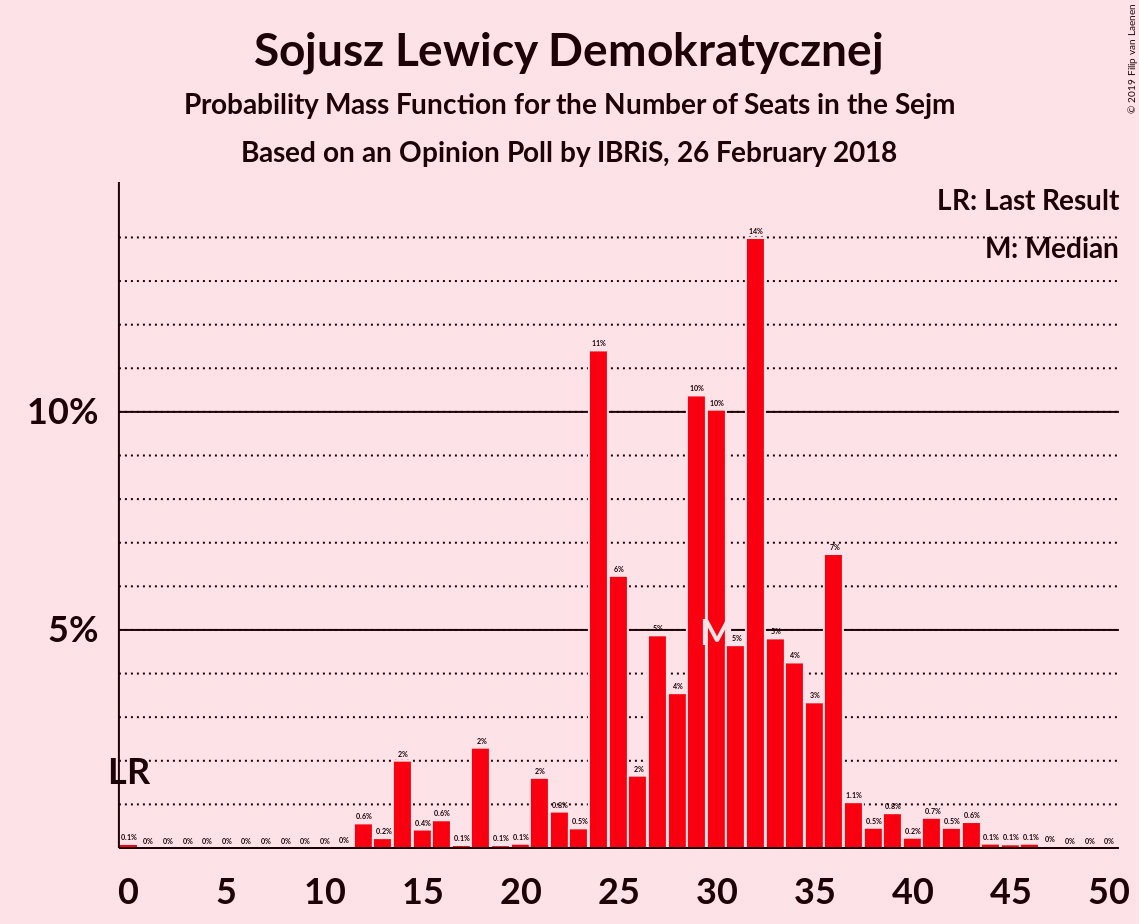 Sojusz Lewicy Demokratycznej
Probability Mass Function for the Number of Seats in the Sejm
Based on an Opinion Poll by IBRiS, 26 February 2018
© 2019 Filip van Laenen
LR: Last Result
M: Median
10%
5%
LR
M
0.1% 0% 0% 0% 0% 0% 0% 0% 0% 0% 0% 0% 0.6% 0.2% 2% 0.4% 0.6% 0.1% 2% 0.1% 0.1% 2% 0.8% 0.5% 11% 6% 2% 5% 4% 10% 10% 5% 14% 5% 4% 3% 7% 1.1% 0.5% 0.8% 0.2% 0.7% 0.5% 0.6% 0.1% 0.1% 0.1% 0% 0% 0% 0%
0 5 10 15 20 25 30 35 40 45 50